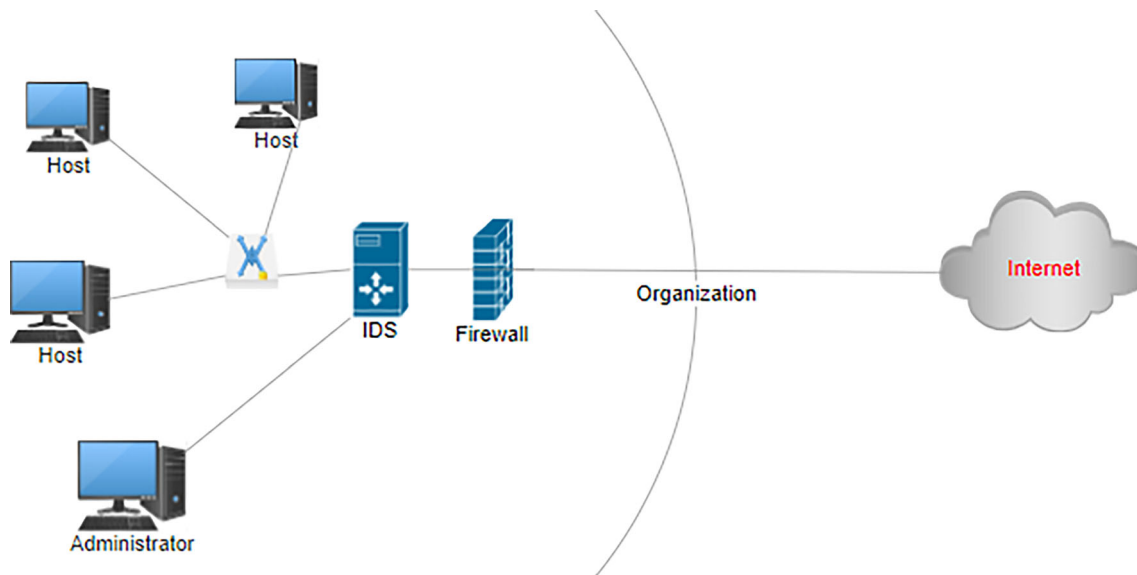 Host
Host
Host
IDS
Firewall
Organization
Internet
Administrator